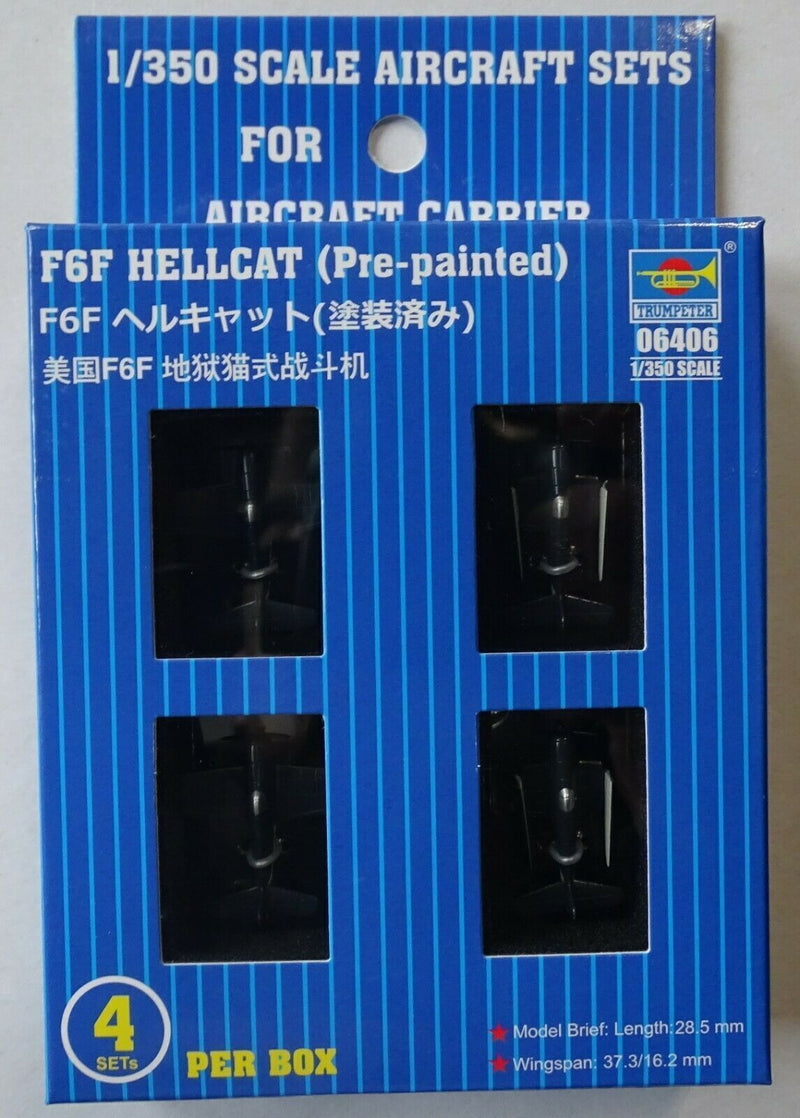 1/350 SCALE AIRCRAFT SETS
FOR
AIRCRAFT CARRIER
F6F HELLCAT (Pre-painted)
F6F ヘルキャット(塗装済み)
美国F6F 地狱猫式战斗机
®
TRUMPETER
06406
1/350 SCALE
4
SETs
PER BOX
★ Model Brief: Length:28.5 mm
★ Wingspan: 37.3/16.2 mm